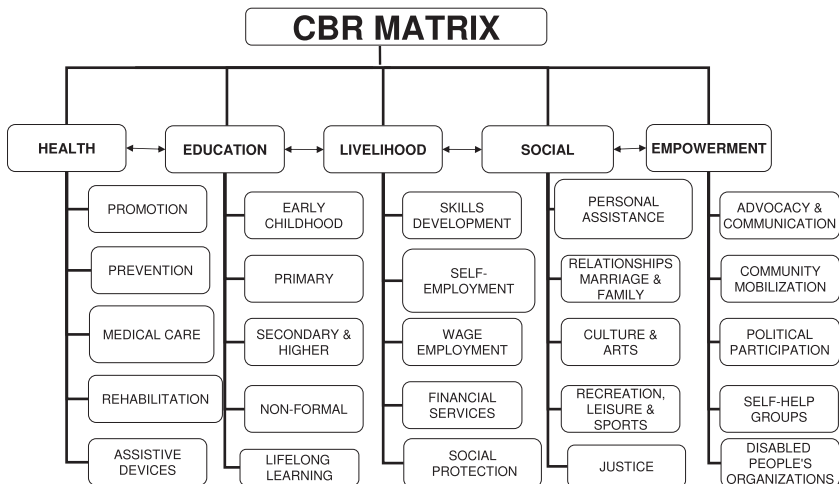 CBR MATRIX
HEALTH
EDUCATION
LIVELIHOOD
SOCIAL
EMPOWERMENT
PROMOTION
PREVENTION
MEDICAL CARE
REHABILITATION
ASSISTIVE
DEVICES
EARLY
CHILDHOOD
PRIMARY
SECONDARY &
HIGHER
NON-FORMAL
LIFELONG
LEARNING
SKILLS
DEVELOPMENT
SELF-
EMPLOYMENT
WAGE
EMPLOYMENT
FINANCIAL
SERVICES
SOCIAL
PROTECTION
PERSONAL
ASSISTANCE
RELATIONSHIPS
MARRIAGE &
FAMILY
CULTURE &
ARTS
RECREATION,
LEISURE &
SPORTS
JUSTICE
ADVOCACY &
COMMUNICATION
COMMUNITY
MOBILIZATION
POLITICAL
PARTICIPATION
SELF-HELP
GROUPS
DISABLED
PEOPLE'S
ORGANIZATIONS